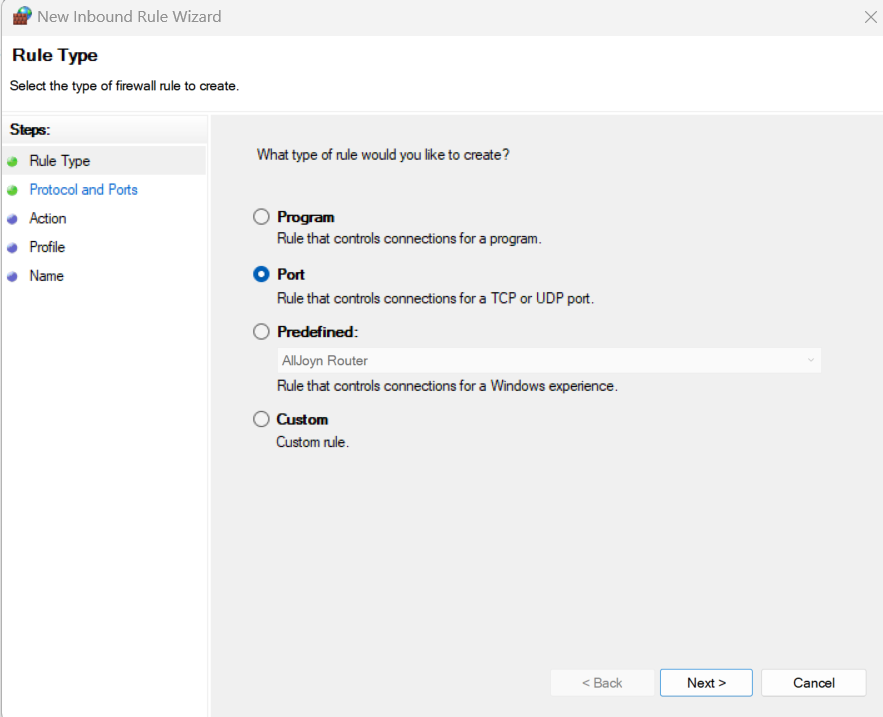 New Inbound Rule Wizard
Rule Type
Select the type of firewall rule to create.
Steps:
Rule Type
Protocol and Ports
Action
Profile
Name
What type of rule would you like to create?
Program
Rule that controls connections for a program.
Port
Rule that controls connections for a TCP or UDP port.
Predefined:
AllJoyn Router
Rule that controls connections for a Windows experience.
Custom
Custom rule.
< Back
Next >
Cancel